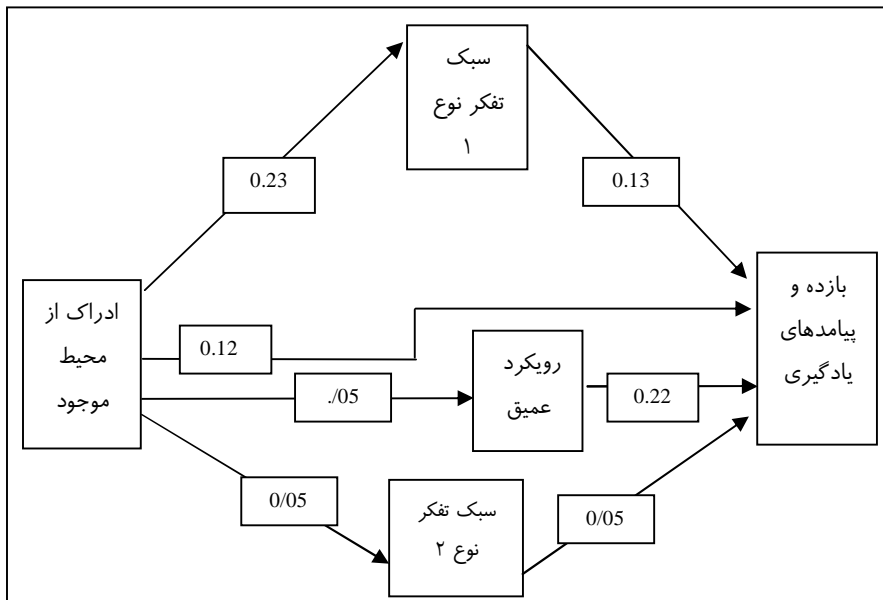 سبک
تفکر نوع
۱
0.23
0.13
ادراک از
محیط
موجود
بازده و
پیامدهای
یادگیری
0.12
رویکرد
عمیق
./05
0.22
سبک تفکر
نوع ۲
0/05
0/05